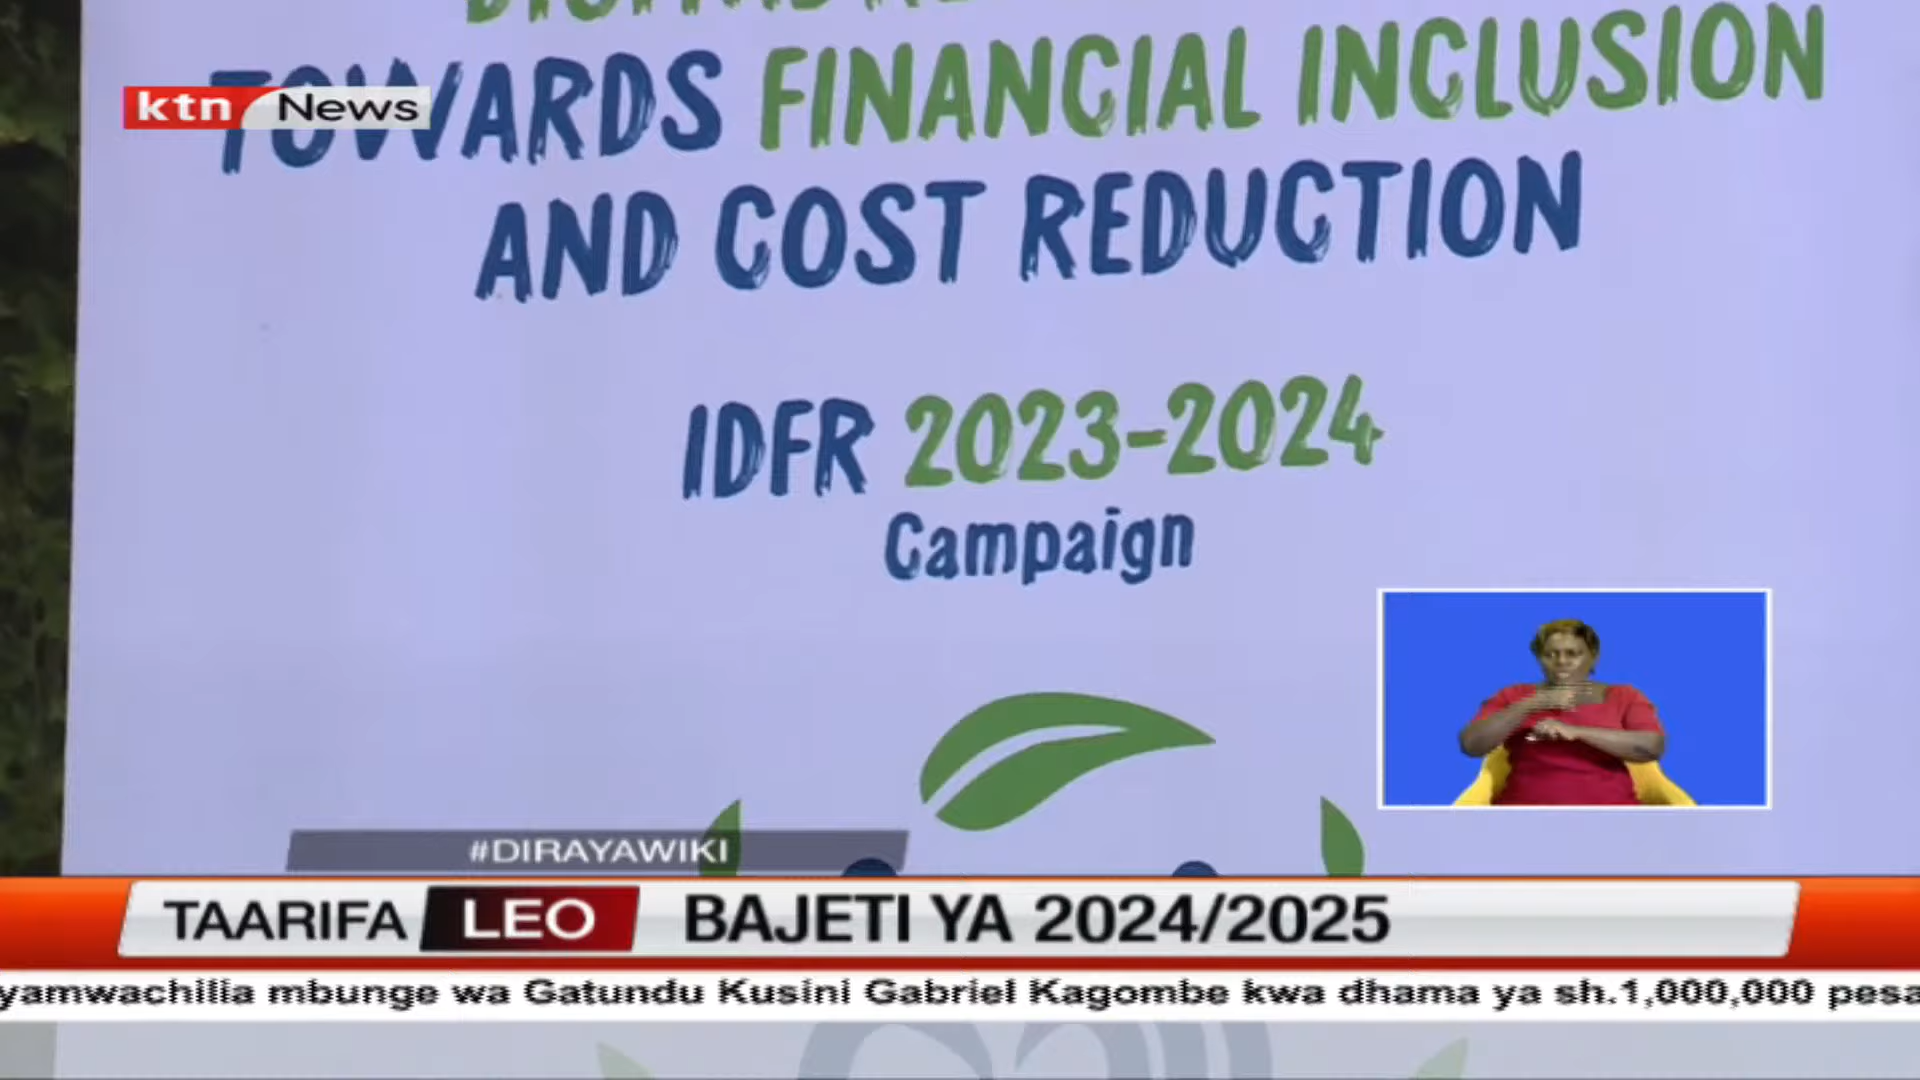 TOWARDS FINANCIAL INCLUSION
AND COST REDUCTION
IDFR 2023-2024
Campaign
ktn News
#DIRAYAWIKI
TAARIFA LEO BAJETI YA 2024/2025
yamwachilia mbunge wa Gatundu Kusini Gabriel Kagombe kwa dhama ya sh.1,000,000 pesa